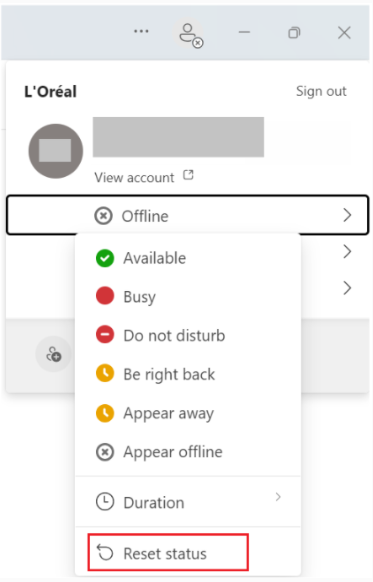 L'Oréal
Sign out
View account
Offline
Available
Busy
Do not disturb
Be right back
Appear away
Appear offline
Duration
Reset status